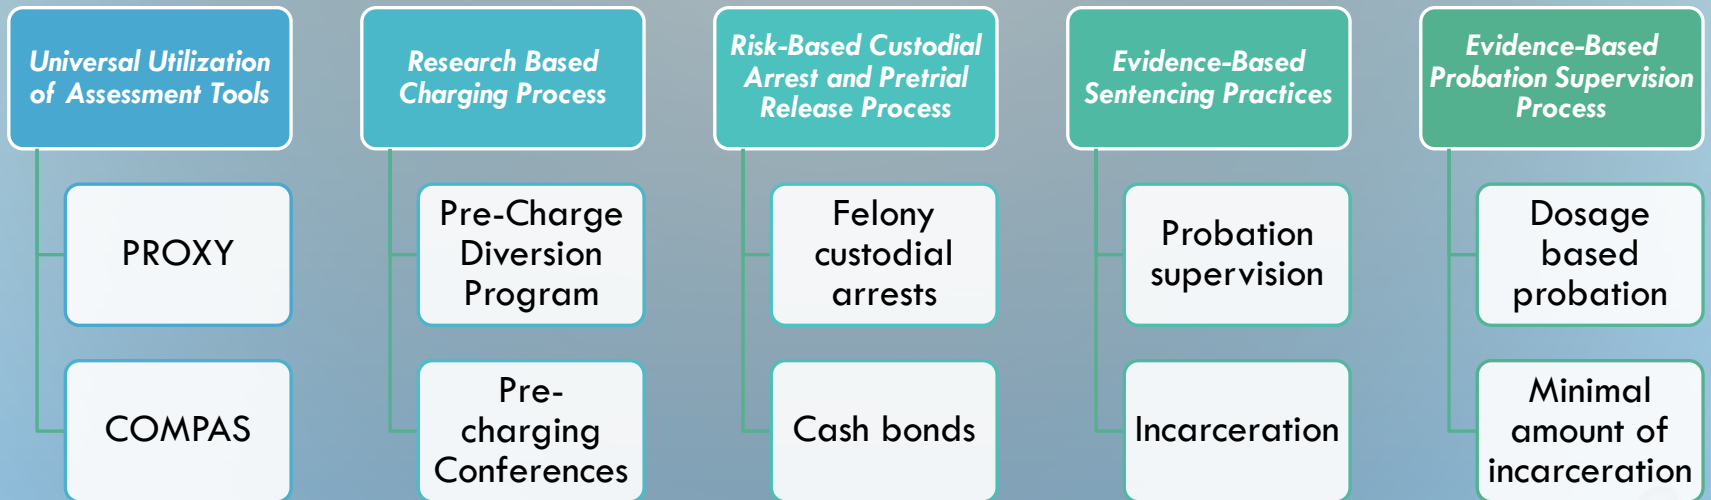 Universal Utilization
of Assessment Tools
PROXY
COMPAS
Research Based
Charging Process
Pre-Charge
Diversion
Program
Pre-
charging
Conferences
Risk-Based Custodial
Arrest and Pretrial
Release Process
Felony
custodial
arrests
Cash bonds
Evidence-Based
Sentencing Practices
Probation
supervision
Incarceration
Evidence-Based
Probation Supervision
Process
Dosage
based
probation
Minimal
amount of
incarceration